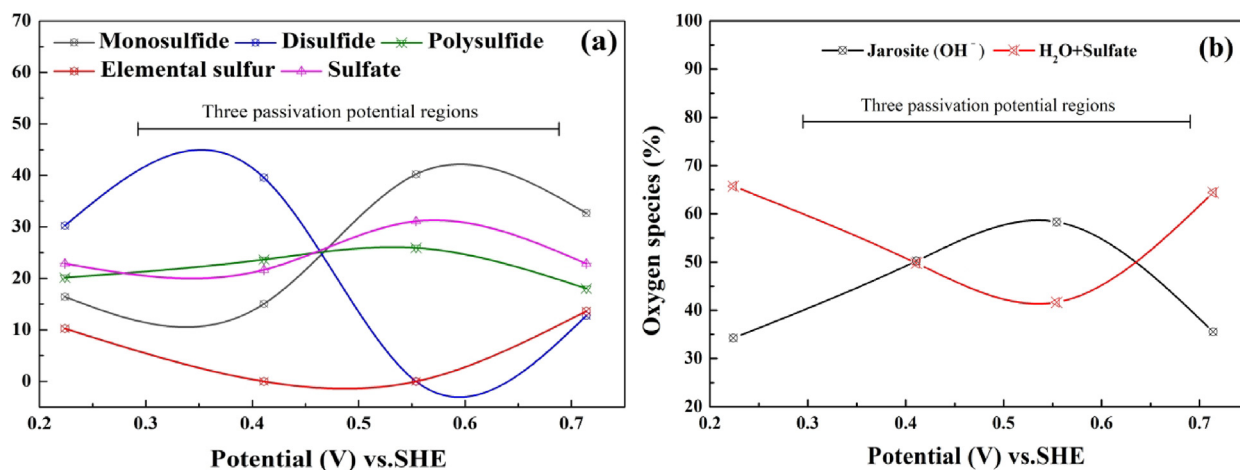 (a)
Monosulfide Disulfide Polysulfide
Elemental sulfur Sulfate
Three passivation potential regions
70
60
50
40
30
20
10
0
0.2 0.3 0.4 0.5 0.6 0.7
Potential (V) vs.SHE
(b)
Jarosite (OH⁻) H₂O+Sulfate
Three passivation potential regions
Oxygen species (%)
100
90
80
70
60
50
40
30
20
0.2 0.3 0.4 0.5 0.6 0.7
Potential (V) vs.SHE